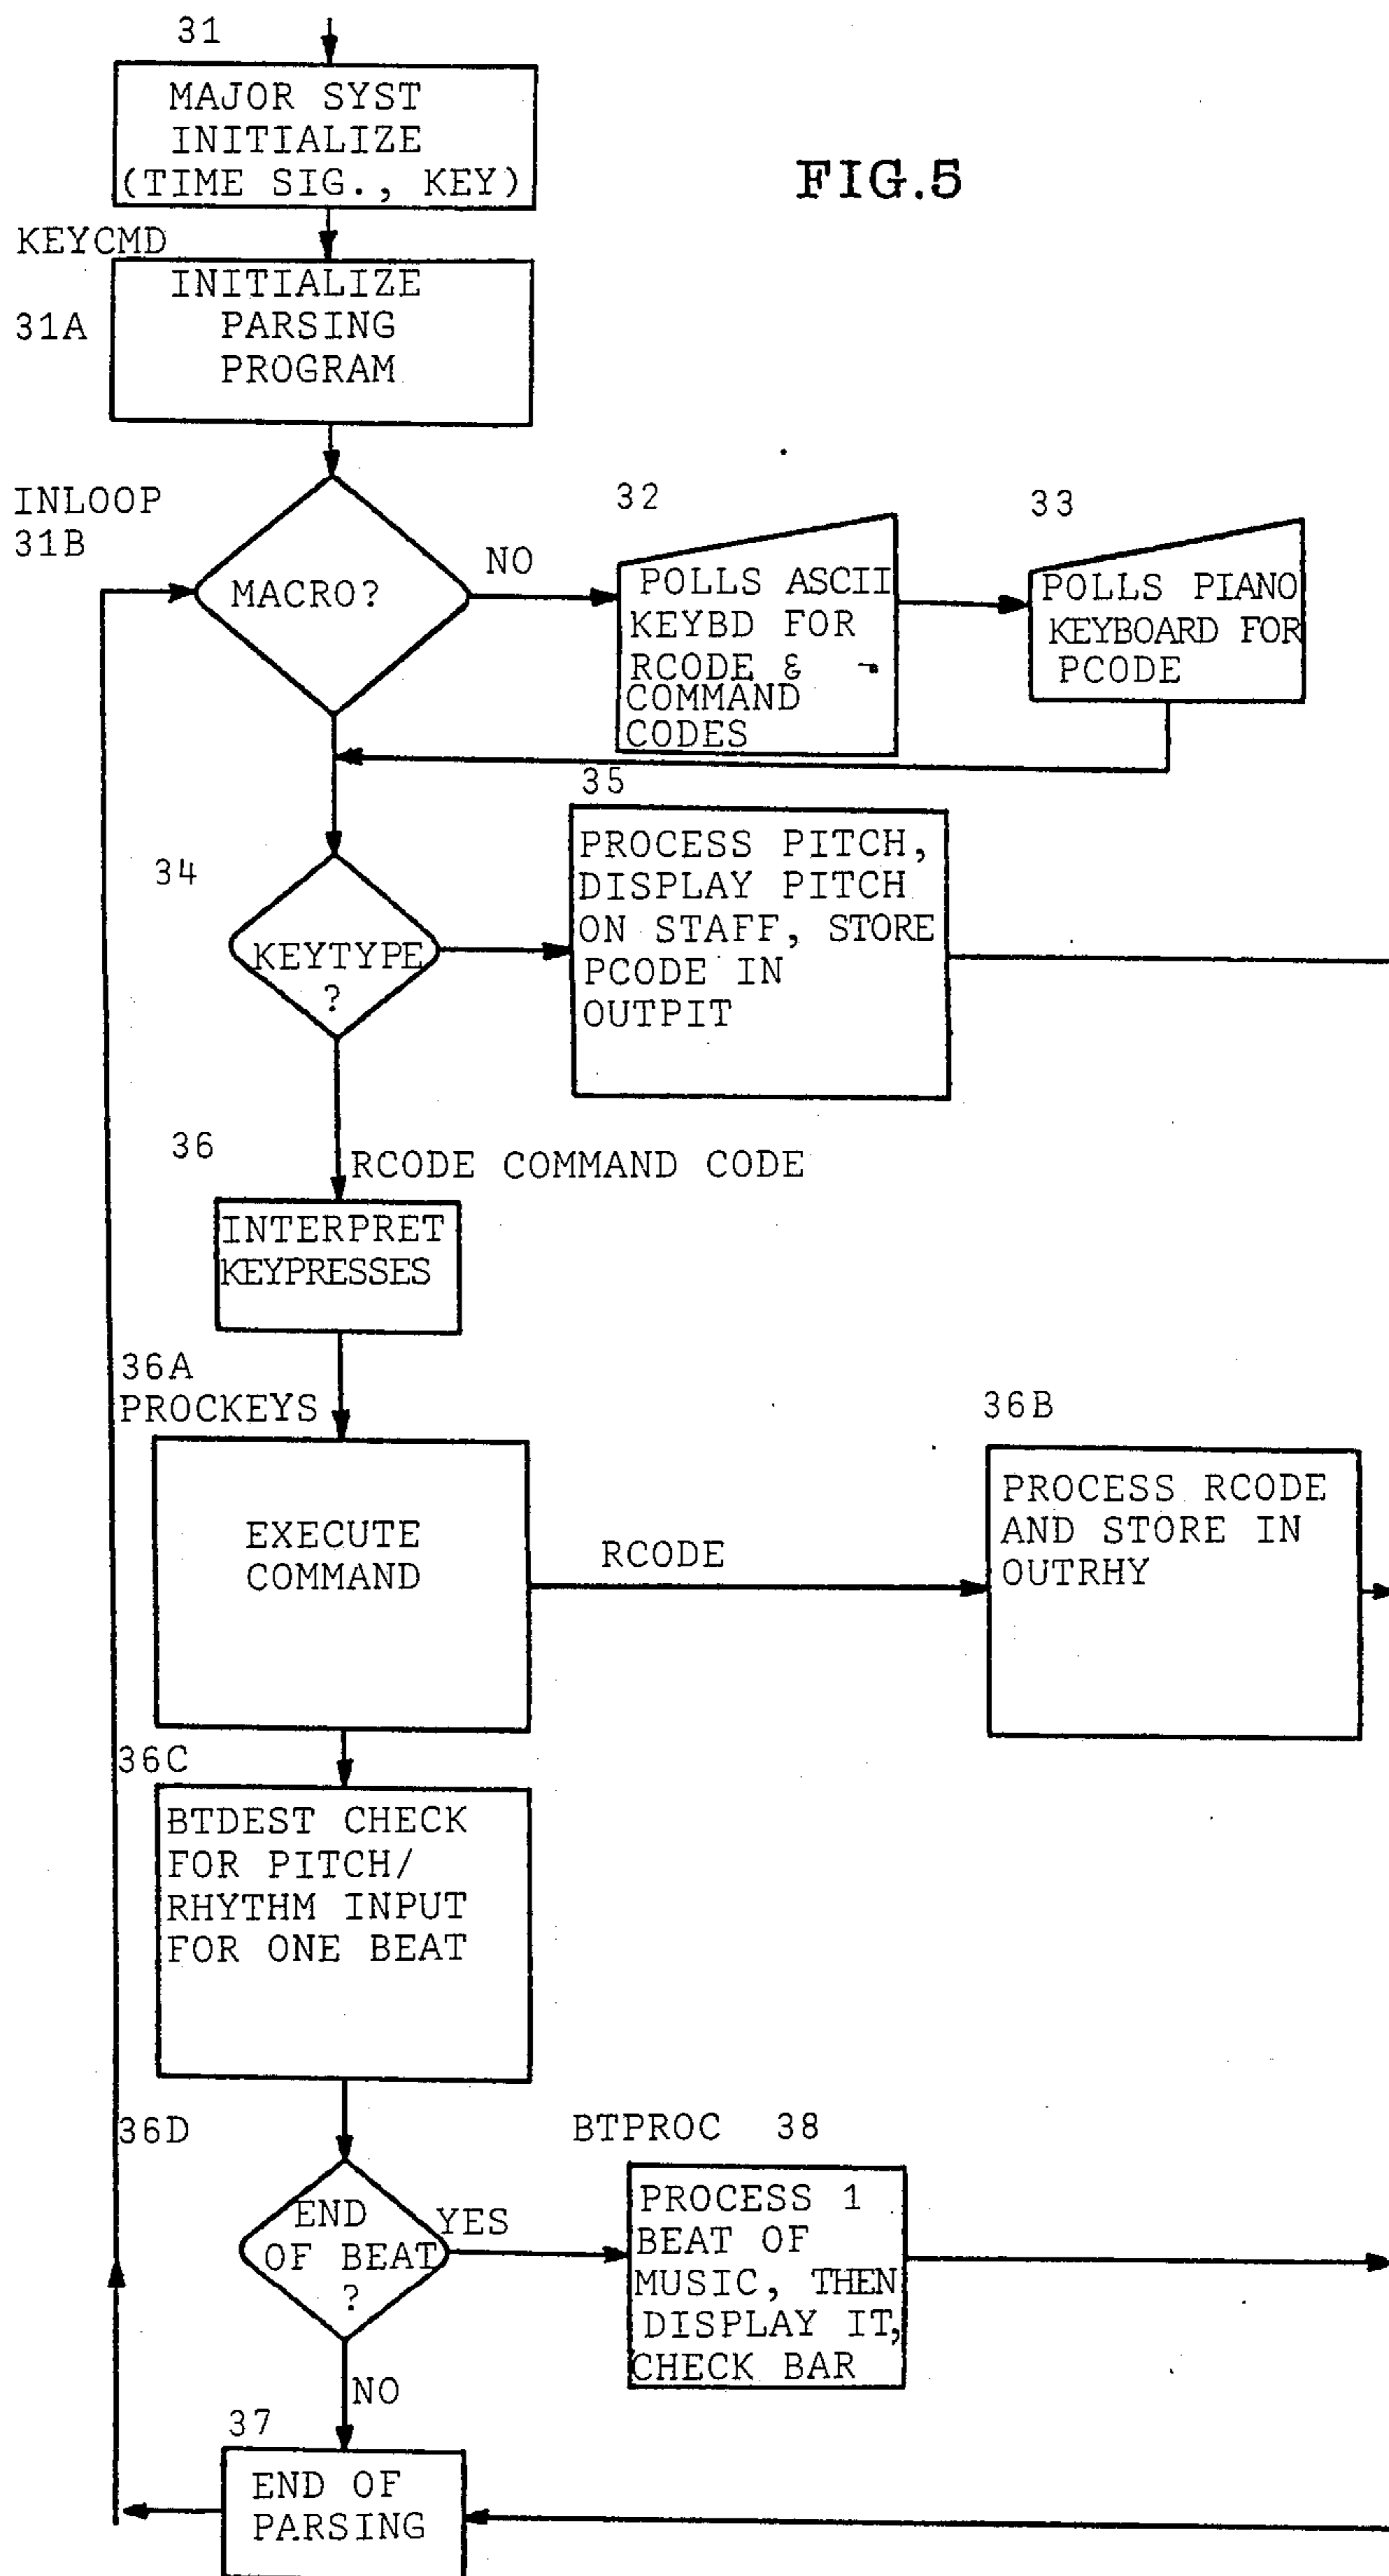 31
MAJOR SYST
INITIALIZE
(TIME SIG., KEY)
FIG.5
KEYCMD
31A
INITIALIZE
PARSING
PROGRAM
INLOOP
31B
MACRO?
NO
32
POLLS ASCII
KEYBD FOR
RCODE &
COMMAND
CODES
33
POLLS PIANO
KEYBOARD FOR
PCODE
34
KEYTYPE
?
35
PROCESS PITCH,
DISPLAY PITCH
ON STAFF, STORE
PCODE IN
OUTPIT
36
RCODE COMMAND CODE
INTERPRET
KEYPRESSES
36A
PROCKEYS
EXECUTE
COMMAND
RCODE
36B
PROCESS RCODE
AND STORE IN
OUTRHY
36C
BTDEST CHECK
FOR PITCH/
RHYTHM INPUT
FOR ONE BEAT
36D
END
OF BEAT
?
YES
BTPROC 38
PROCESS 1
BEAT OF
MUSIC, THEN
DISPLAY IT,
CHECK BAR
NO
37
END OF
PARSING